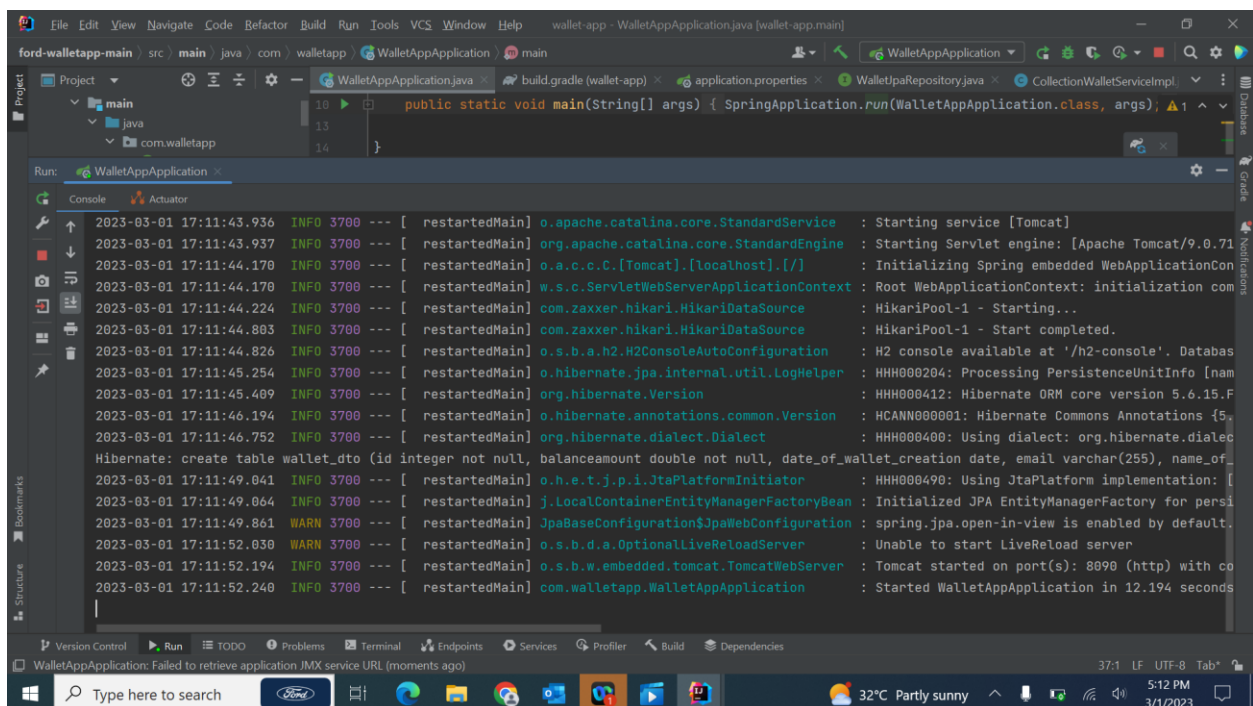 File Edit View Navigate Code Refactor Build Run Tools VCS Window Help wallet-app - WalletAppApplication.java [wallet-app.main]
ford-walletapp-main src main java com walletapp WalletAppApplication main WalletAppApplication
Project WalletAppApplication.java build.gradle (wallet-app) application.properties WalletJpaRepository.java CollectionWalletServiceImpl.j
main 10 public static void main(String[] args) { SpringApplication.run(WalletAppApplication.class, args); 1
java 13
com.walletapp 14 }
Run: WalletAppApplication
Console Actuator
2023-03-01 17:11:43.936 INFO 3700 --- [ restartedMain] o.apache.catalina.core.StandardService : Starting service [Tomcat]
2023-03-01 17:11:43.937 INFO 3700 --- [ restartedMain] org.apache.catalina.core.StandardEngine : Starting Servlet engine: [Apache Tomcat/9.0.71
2023-03-01 17:11:44.170 INFO 3700 --- [ restartedMain] o.a.c.c.C.[Tomcat].[localhost].[/] : Initializing Spring embedded WebApplicationCon
2023-03-01 17:11:44.170 INFO 3700 --- [ restartedMain] w.s.c.ServletWebServerApplicationContext : Root WebApplicationContext: initialization com
2023-03-01 17:11:44.224 INFO 3700 --- [ restartedMain] com.zaxxer.hikari.HikariDataSource : HikariPool-1 - Starting...
2023-03-01 17:11:44.803 INFO 3700 --- [ restartedMain] com.zaxxer.hikari.HikariDataSource : HikariPool-1 - Start completed.
2023-03-01 17:11:44.826 INFO 3700 --- [ restartedMain] o.s.b.a.h2.H2ConsoleAutoConfiguration : H2 console available at '/h2-console'. Databas
2023-03-01 17:11:45.254 INFO 3700 --- [ restartedMain] o.hibernate.jpa.internal.util.LogHelper : HHH000204: Processing PersistenceUnitInfo [nam
2023-03-01 17:11:45.409 INFO 3700 --- [ restartedMain] org.hibernate.Version : HHH000412: Hibernate ORM core version 5.6.15.F
2023-03-01 17:11:46.194 INFO 3700 --- [ restartedMain] o.hibernate.annotations.common.Version : HCANN000001: Hibernate Commons Annotations {5.
2023-03-01 17:11:46.752 INFO 3700 --- [ restartedMain] org.hibernate.dialect.Dialect : HHH000400: Using dialect: org.hibernate.dialec
Hibernate: create table wallet_dto (id integer not null, balanceamount double not null, date_of_wallet_creation date, email varchar(255), name_of_
2023-03-01 17:11:49.041 INFO 3700 --- [ restartedMain] o.h.e.t.j.p.i.JtaPlatformInitiator : HHH000490: Using JtaPlatform implementation: [
2023-03-01 17:11:49.064 INFO 3700 --- [ restartedMain] j.LocalContainerEntityManagerFactoryBean : Initialized JPA EntityManagerFactory for persi
2023-03-01 17:11:49.861 WARN 3700 --- [ restartedMain] JpaBaseConfiguration$JpaWebConfiguration : spring.jpa.open-in-view is enabled by default.
2023-03-01 17:11:52.030 WARN 3700 --- [ restartedMain] o.s.b.d.a.OptionalLiveReloadServer : Unable to start LiveReload server
2023-03-01 17:11:52.194 INFO 3700 --- [ restartedMain] o.s.b.w.embedded.tomcat.TomcatWebServer : Tomcat started on port(s): 8090 (http) with co
2023-03-01 17:11:52.240 INFO 3700 --- [ restartedMain] com.walletapp.WalletAppApplication : Started WalletAppApplication in 12.194 seconds
Project
Bookmarks
Structure
Database
Gradle
Notifications
Version Control Run TODO Problems Terminal Endpoints Services Profiler Build Dependencies
WalletAppApplication: Failed to retrieve application JMX service URL (moments ago) 37:1 LF UTF-8 Tab*
Type here to search Ford 32°C Partly sunny 5:12 PM
3/1/2023